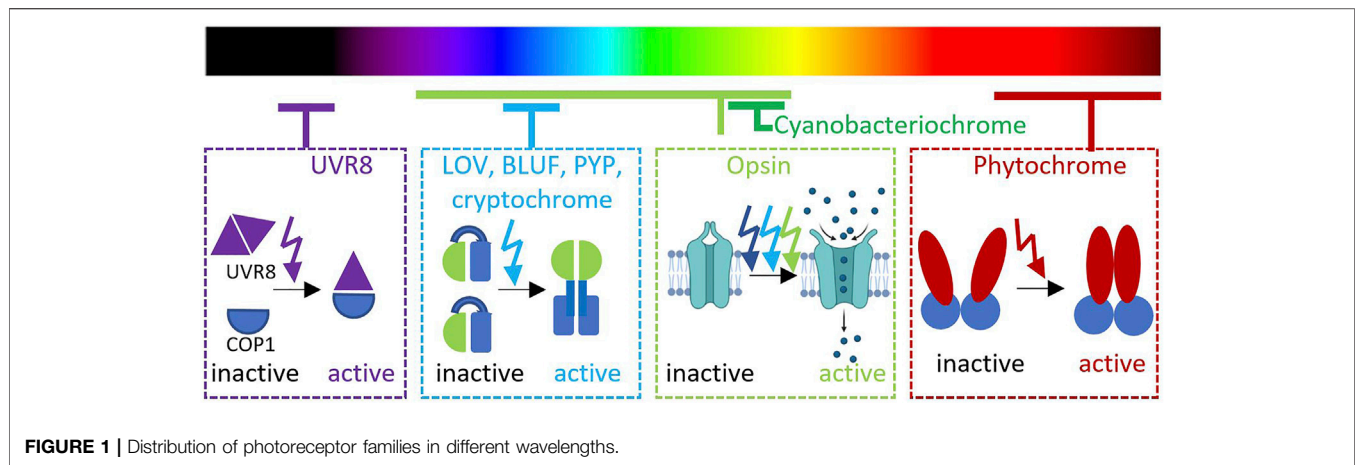 Cyanobacteriochrome
UVR8
UVR8
COP1
inactive active
LOV, BLUF, PYP,
cryptochrome
inactive active
Opsin
inactive active
Phytochrome
inactive active
FIGURE 1 | Distribution of photoreceptor families in different wavelengths.